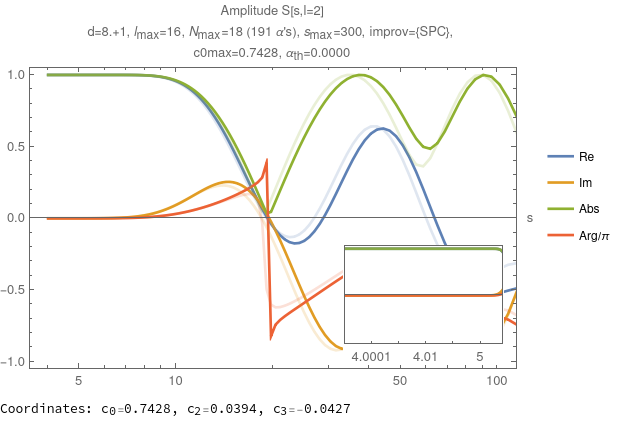 Amplitude S[s,l=2]
d=8.+1, lmax=16, Nmax=18 (191 α's), smax=300, improv={SPC},
c0max=0.7428, αth=0.0000
1.0
0.5
0.0
−0.5
−1.0
5
10
50
100
s
4.0001
4.01
5
Re
Im
Abs
Arg/π
Coordinates: c0=0.7428, c2=0.0394, c3=-0.0427